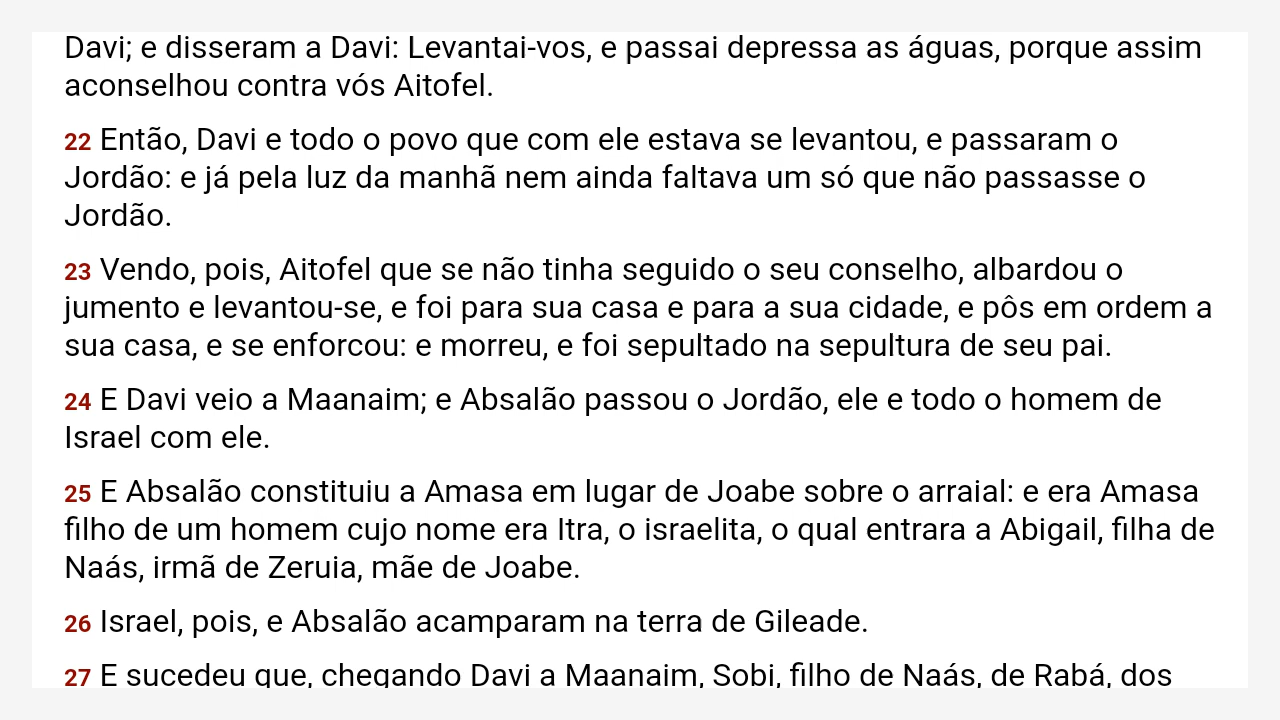 Davi; e disseram a Davi: Levantai-vos, e passai depressa as águas, porque assim
aconselhou contra vós Aitofel.
22 Então, Davi e todo o povo que com ele estava se levantou, e passaram o
Jordão: e já pela luz da manhã nem ainda faltava um só que não passasse o
Jordão.
23 Vendo, pois, Aitofel que se não tinha seguido o seu conselho, albardou o
jumento e levantou-se, e foi para sua casa e para a sua cidade, e pôs em ordem a
sua casa, e se enforcou: e morreu, e foi sepultado na sepultura de seu pai.
24 E Davi veio a Maanaim; e Absalão passou o Jordão, ele e todo o homem de
Israel com ele.
25 E Absalão constituiu a Amasa em lugar de Joabe sobre o arraial: e era Amasa
filho de um homem cujo nome era Itra, o israelita, o qual entrara a Abigail, filha de
Naás, irmã de Zeruia, mãe de Joabe.
26 Israel, pois, e Absalão acamparam na terra de Gileade.
27 E sucedeu que, chegando Davi a Maanaim, Sobi, filho de Naás, de Rabá, dos